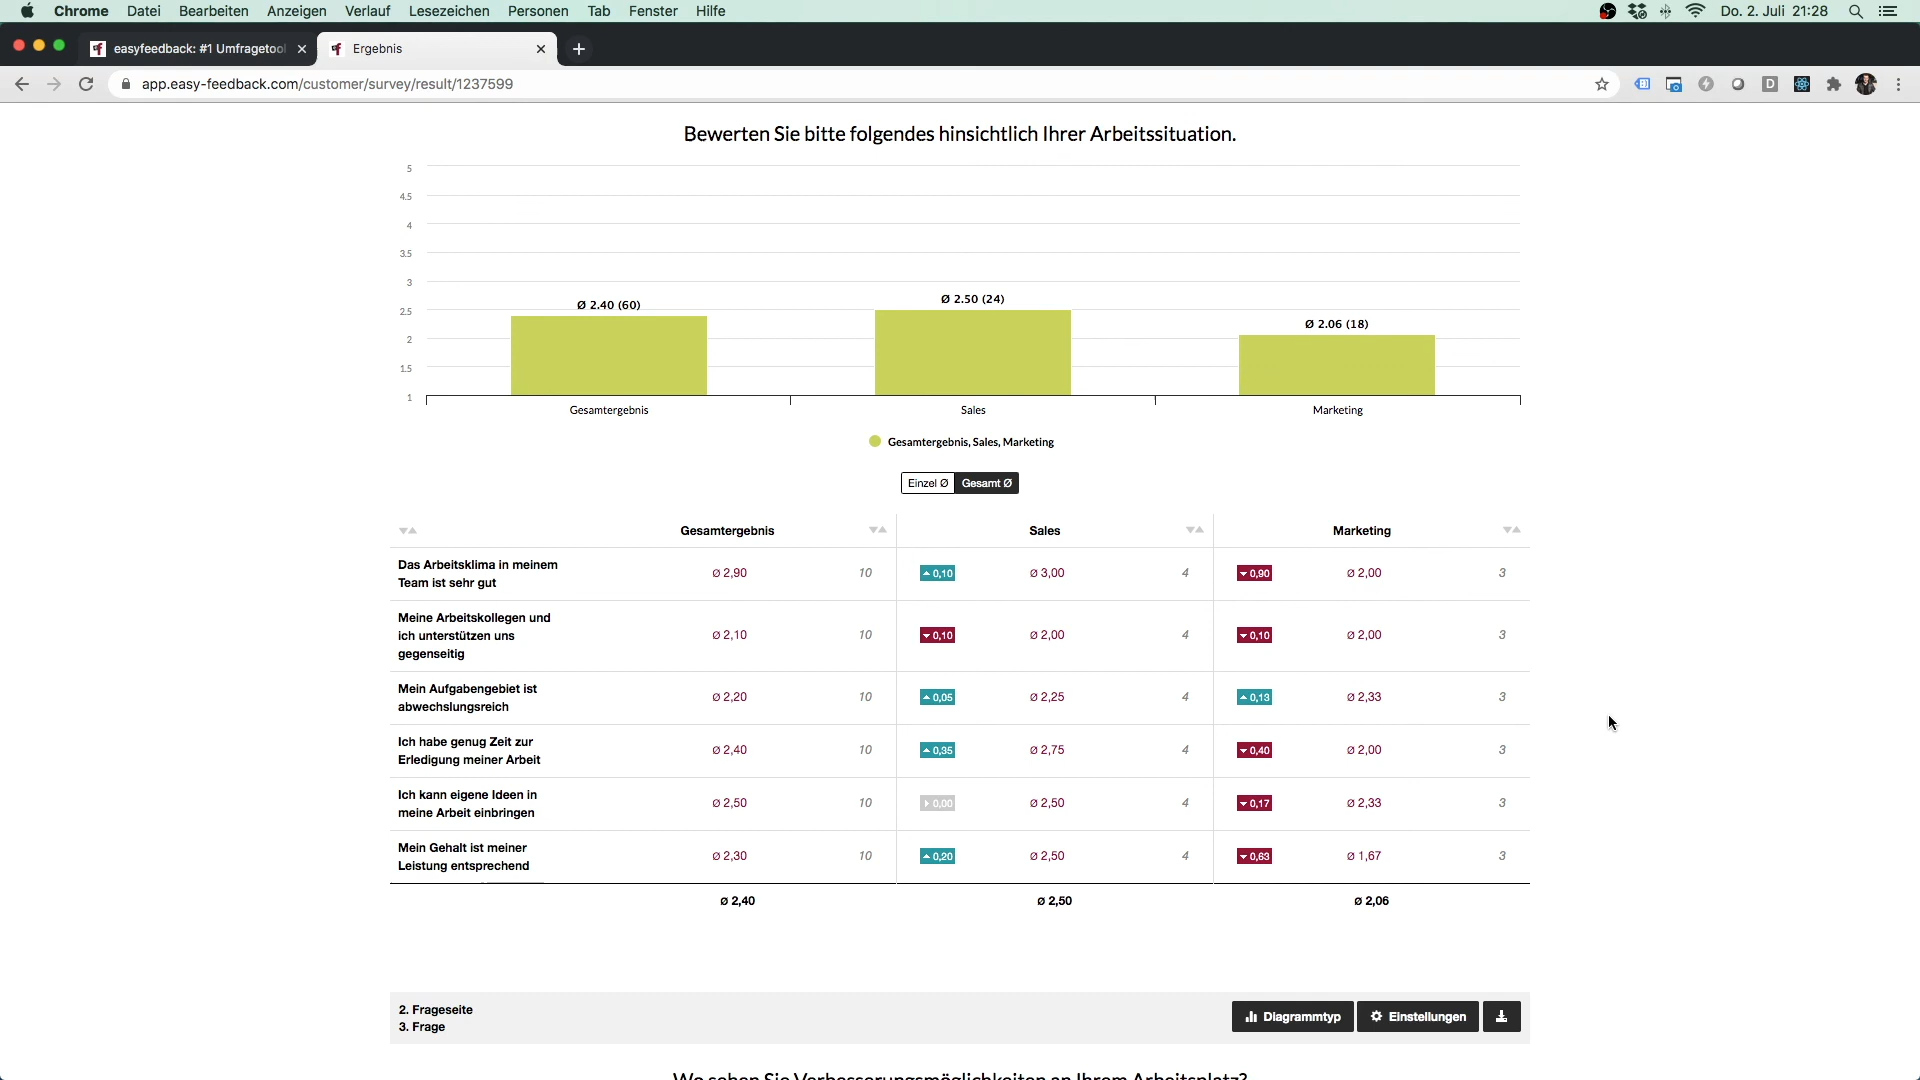 Chrome Datei Bearbeiten Anzeigen Verlauf Lesezeichen Personen Tab Fenster Hilfe Do. 2. Juli 21:28
easyfeedback: #1 Umfragetool Ergebnis
app.easy-feedback.com/customer/survey/result/1237599
Bewerten Sie bitte folgendes hinsichtlich Ihrer Arbeitssituation.
5
4.5
4
3.5
3
2.5
2
1.5
1
Ø 2.40 (60) Ø 2.50 (24) Ø 2.06 (18)
Gesamtergebnis Sales Marketing
Gesamtergebnis, Sales, Marketing
Einzel Ø Gesamt Ø
Gesamtergebnis Sales Marketing
Das Arbeitsklima in meinem
Team ist sehr gut
Ø 2,90 10 0,10 Ø 3,00 4 0,90 Ø 2,00 3
Meine Arbeitskollegen und
ich unterstützen uns
gegenseitig
Ø 2,10 10 0,10 Ø 2,00 4 0,10 Ø 2,00 3
Mein Aufgabengebiet ist
abwechslungsreich
Ø 2,20 10 0,05 Ø 2,25 4 0,13 Ø 2,33 3
Ich habe genug Zeit zur
Erledigung meiner Arbeit
Ø 2,40 10 0,35 Ø 2,75 4 0,40 Ø 2,00 3
Ich kann eigene Ideen in
meine Arbeit einbringen
Ø 2,50 10 0,00 Ø 2,50 4 0,17 Ø 2,33 3
Mein Gehalt ist meiner
Leistung entsprechend
Ø 2,30 10 0,20 Ø 2,50 4 0,63 Ø 1,67 3
Ø 2,40 Ø 2,50 Ø 2,06
2. Frageseite
3. Frage
Diagrammtyp Einstellungen
Wo sehen Sie Verbesserungsmöglichkeiten an Ihrem Arbeitsplatz?